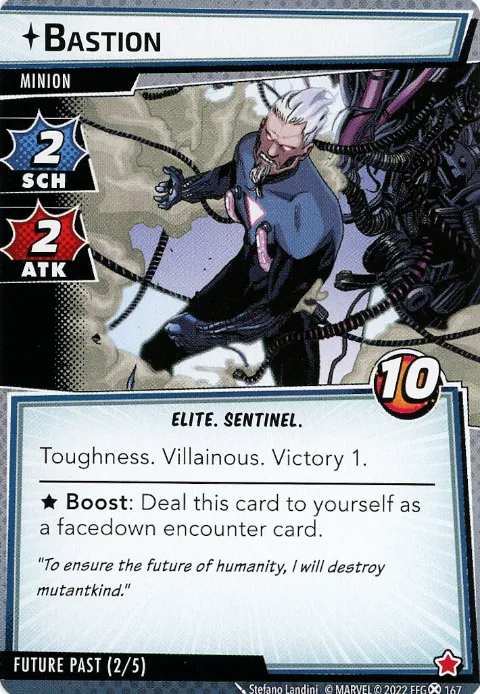 BASTION
MINION
2
SCH
2
ATK
10
ELITE. SENTINEL.
Toughness. Villainous. Victory 1.
★ Boost: Deal this card to yourself as
a facedown encounter card.
"To ensure the future of humanity, I will destroy
mutantkind."
FUTURE PAST (2/5)
Stefano Landini © MARVEL © 2022 FFG 167